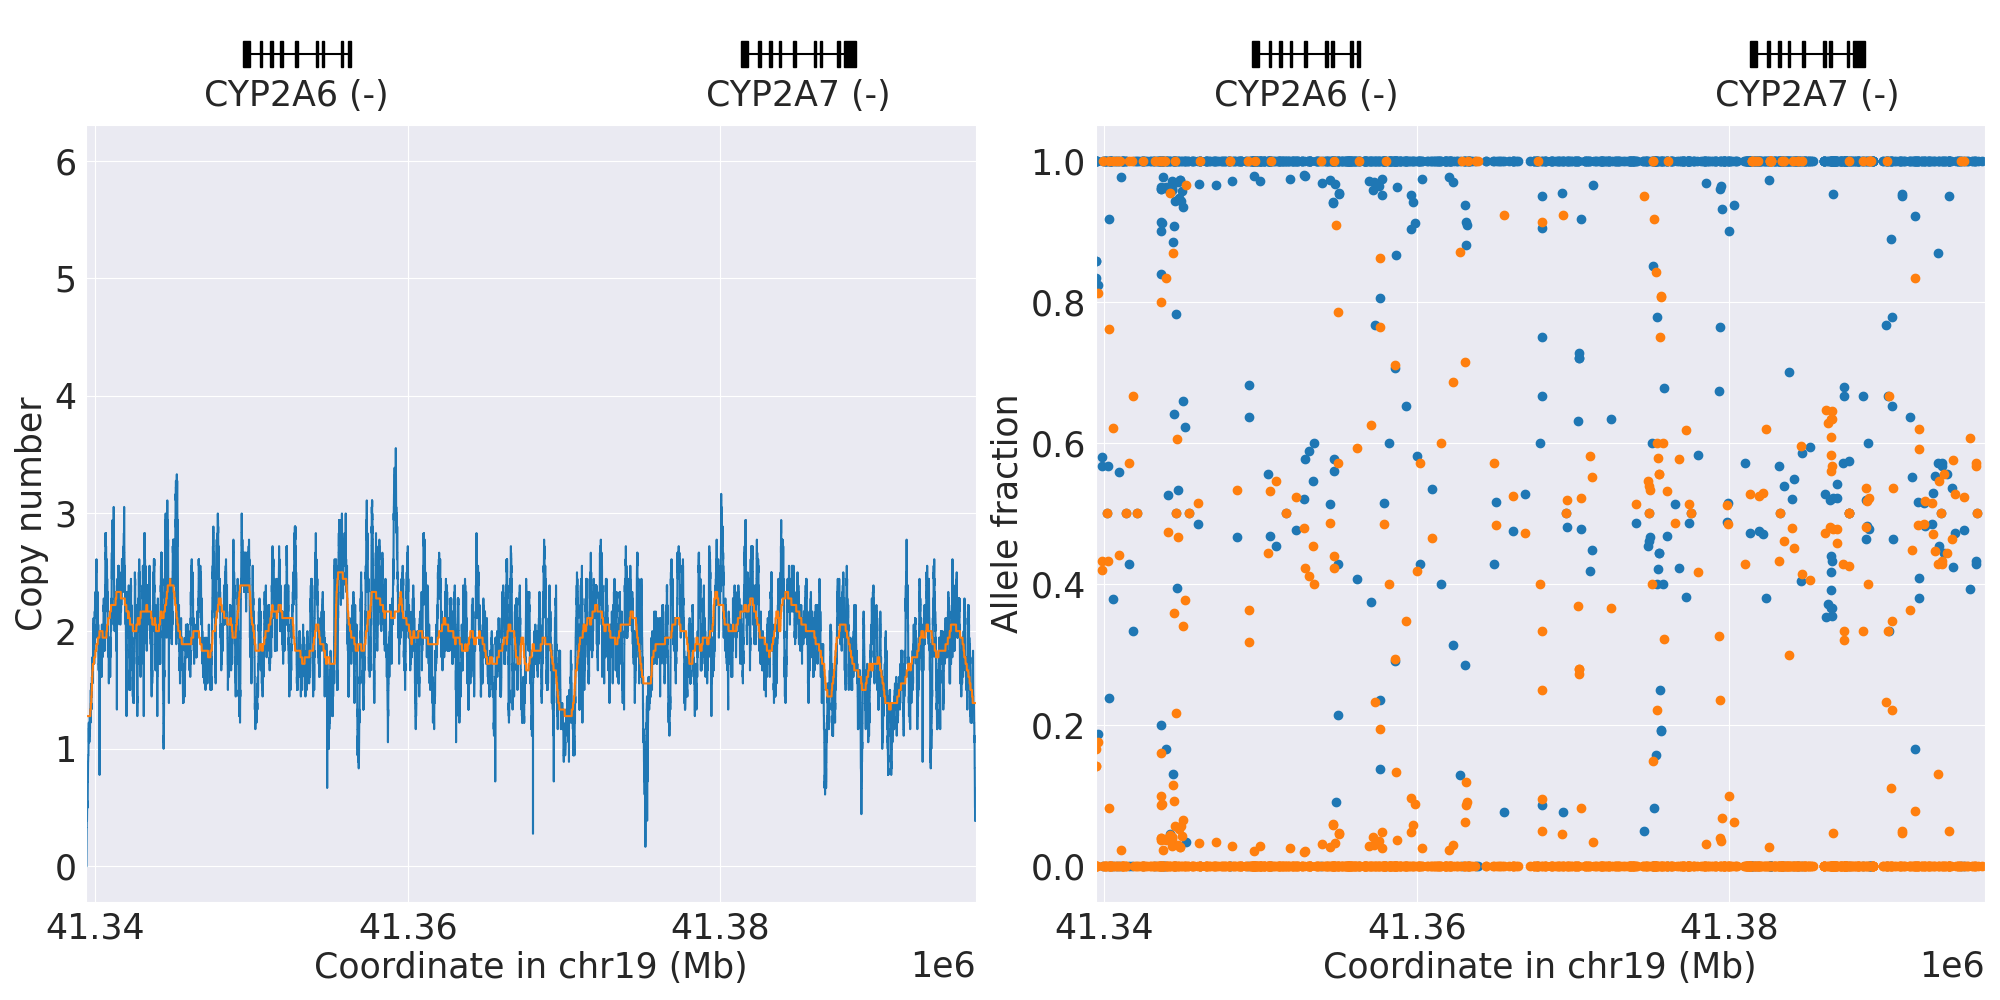 CYP2A6 (-)
CYP2A7 (-)
Copy number
6
5
4
3
2
1
0
41.34
41.36
41.38
Coordinate in chr19 (Mb)
1e6
CYP2A6 (-)
CYP2A7 (-)
Allele fraction
1.0
0.8
0.6
0.4
0.2
0.0
41.34
41.36
41.38
Coordinate in chr19 (Mb)
1e6